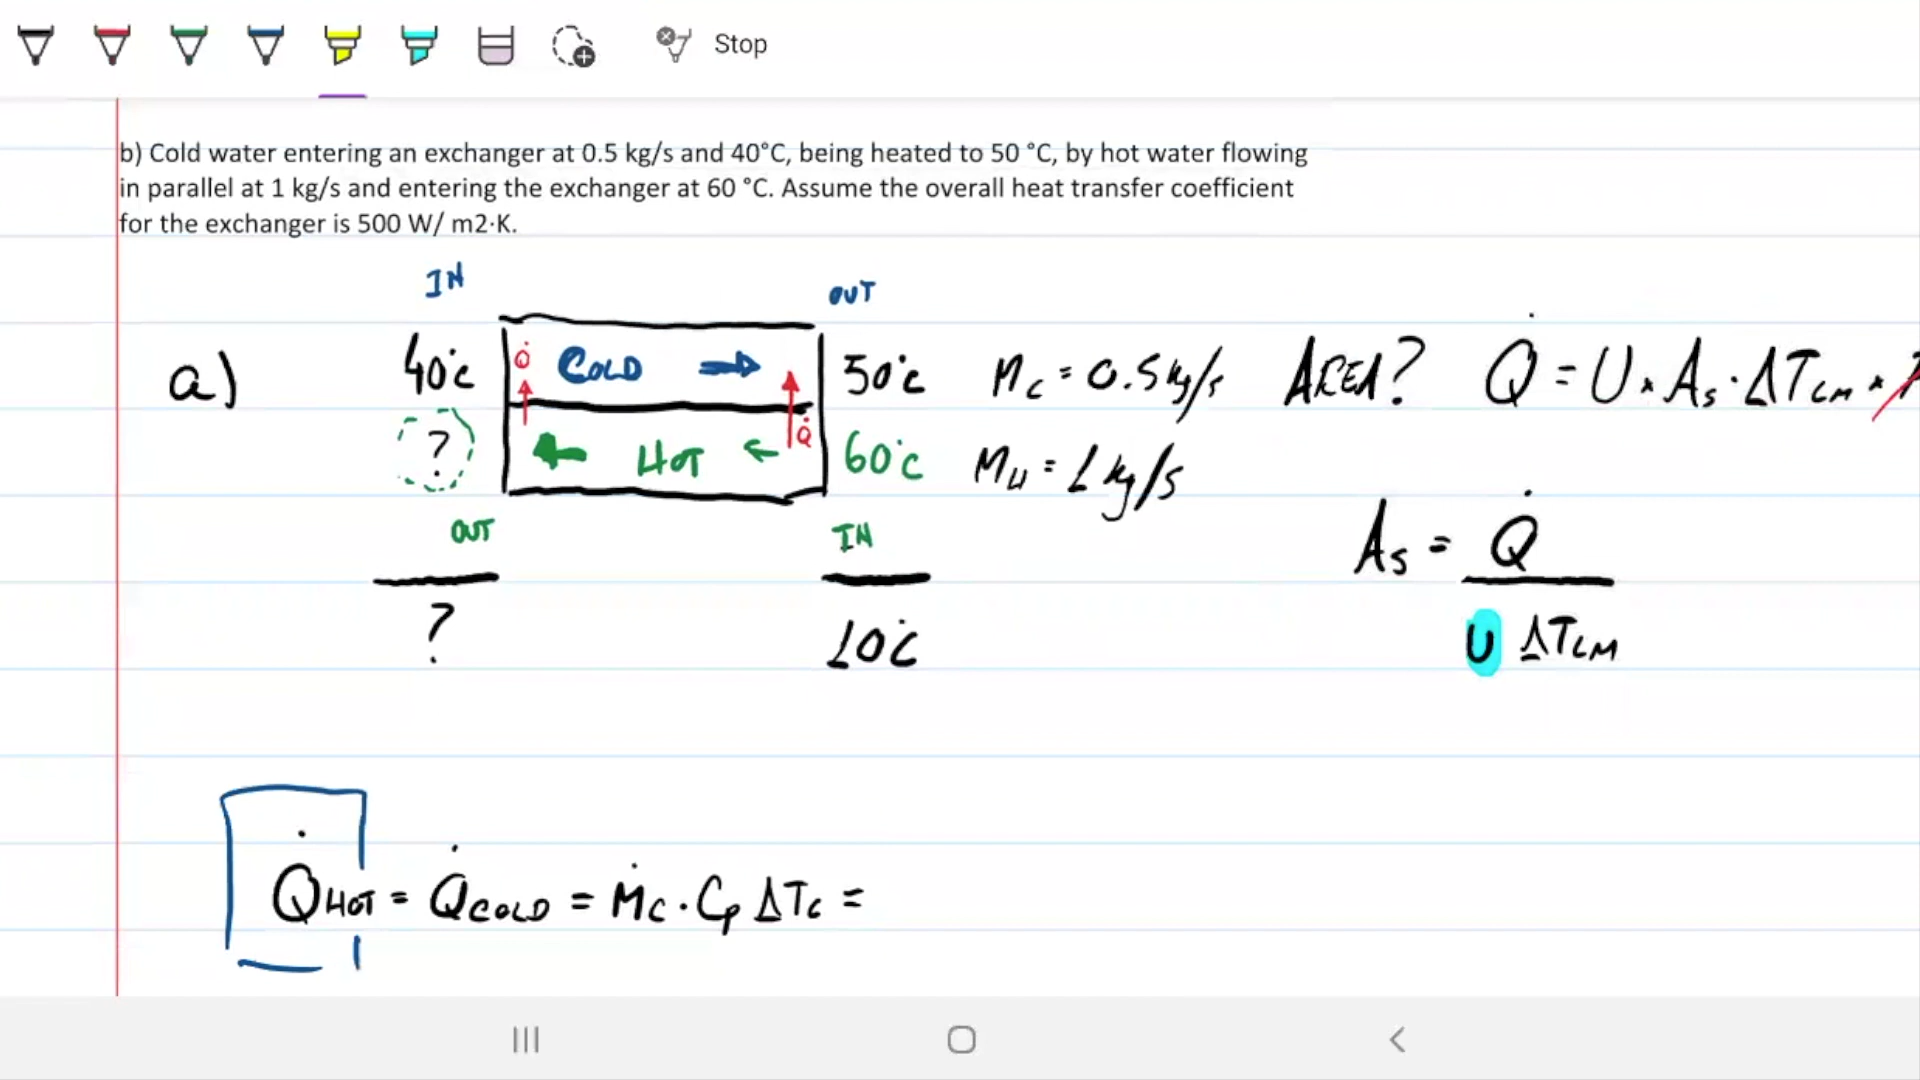 Stop
b) Cold water entering an exchanger at 0.5 kg/s and 40°C, being heated to 50 °C, by hot water flowing
in parallel at 1 kg/s and entering the exchanger at 60 °C. Assume the overall heat transfer coefficient
for the exchanger is 500 W/ m2·K.
IN OUT
a) 40°C Q̇ COLD 50°C Mc = 0.5 kg/s AREA? Q̇ = U × As · ΔTLM ×
? HOT Q̇ 60°C MH = 1 kg/s
OUT IN
As = Q̇
? 10°C
U ΔTLM
Q̇HOT = Q̇COLD = ṀC · Cp ΔTC =